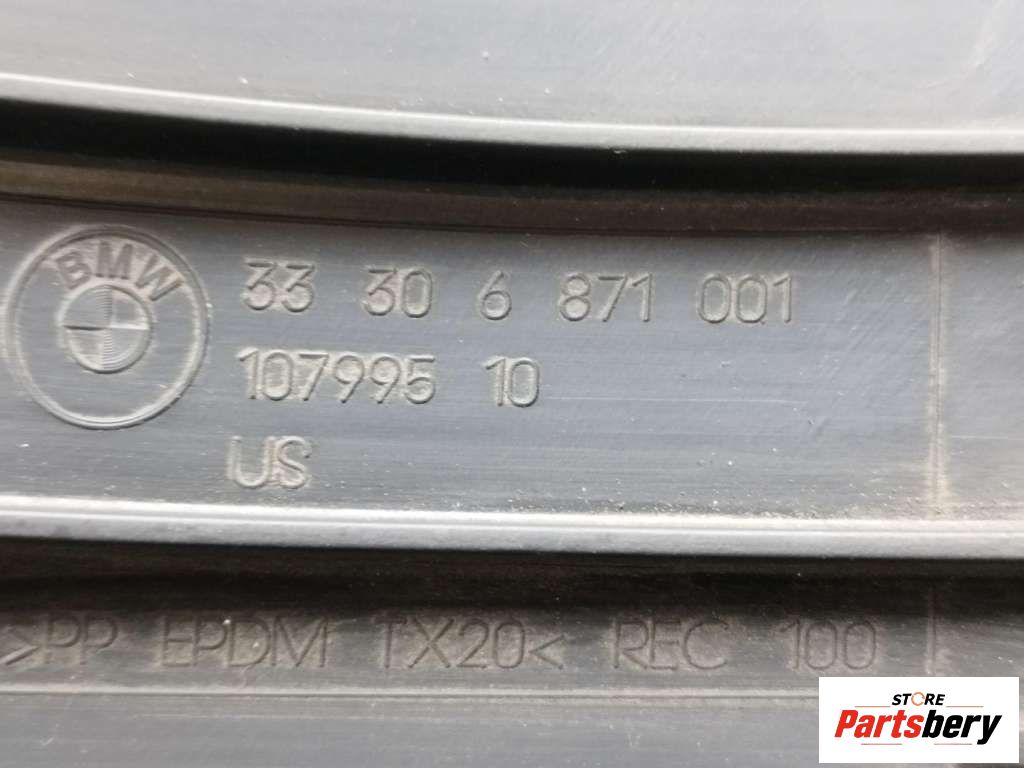 BMW
33 30 6 871 001
107995 10
US
>PP EPDM TX20< REC 100
STORE
Partsbery